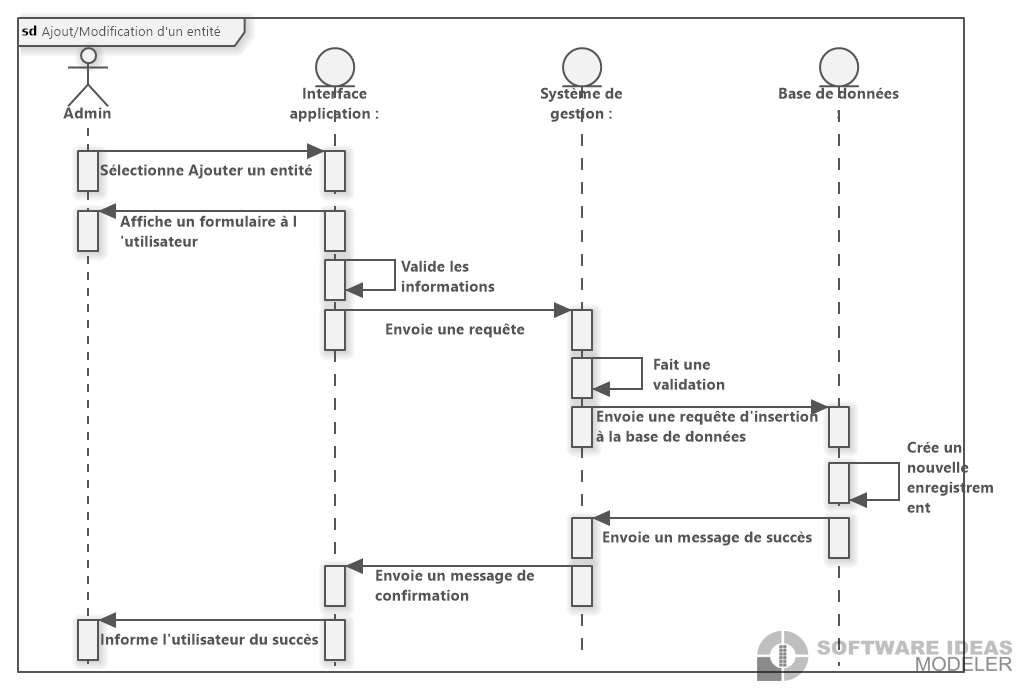 sd Ajout/Modification d'un entité
Admin
Interface
application :
Système de
gestion :
Base de données
:
Sélectionne Ajouter un entité
Affiche un formulaire à l
'utilisateur
Valide les
informations
Envoie une requête
Fait une
validation
Envoie une requête d'insertion
à la base de données
Crée un
nouvelle
enregistrem
ent
Envoie un message de succès
Envoie un message de
confirmation
Informe l'utilisateur du succès
SOFTWARE IDEAS
MODELER